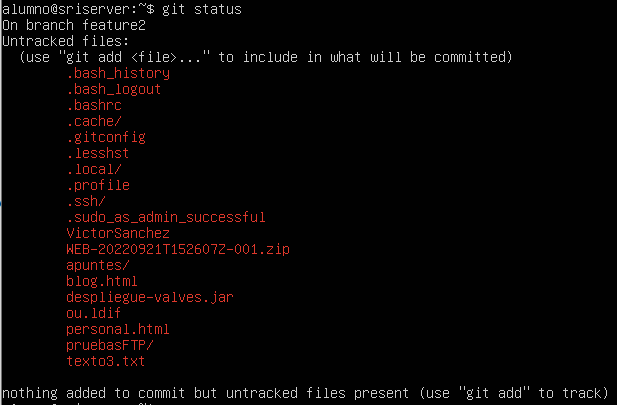 alumno@sriserver:~$ git status
On branch feature2
Untracked files:
  (use "git add <file>..." to include in what will be committed)
        .bash_history
        .bash_logout
        .bashrc
        .cache/
        .gitconfig
        .lesshst
        .local/
        .profile
        .ssh/
        .sudo_as_admin_successful
        VictorSanchez
        WEB-20220921T152607Z-001.zip
        apuntes/
        blog.html
        despliegue-valves.jar
        ou.ldif
        personal.html
        pruebasFTP/
        texto3.txt

nothing added to commit but untracked files present (use "git add" to track)